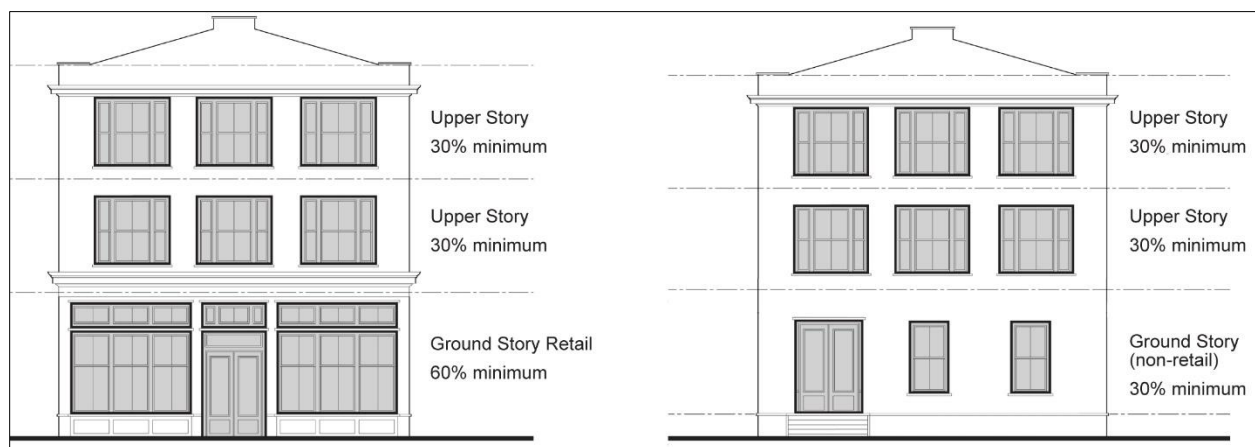 Upper Story
30% minimum
Upper Story
30% minimum
Ground Story Retail
60% minimum
Upper Story
30% minimum
Upper Story
30% minimum
Ground Story
(non-retail)
30% minimum